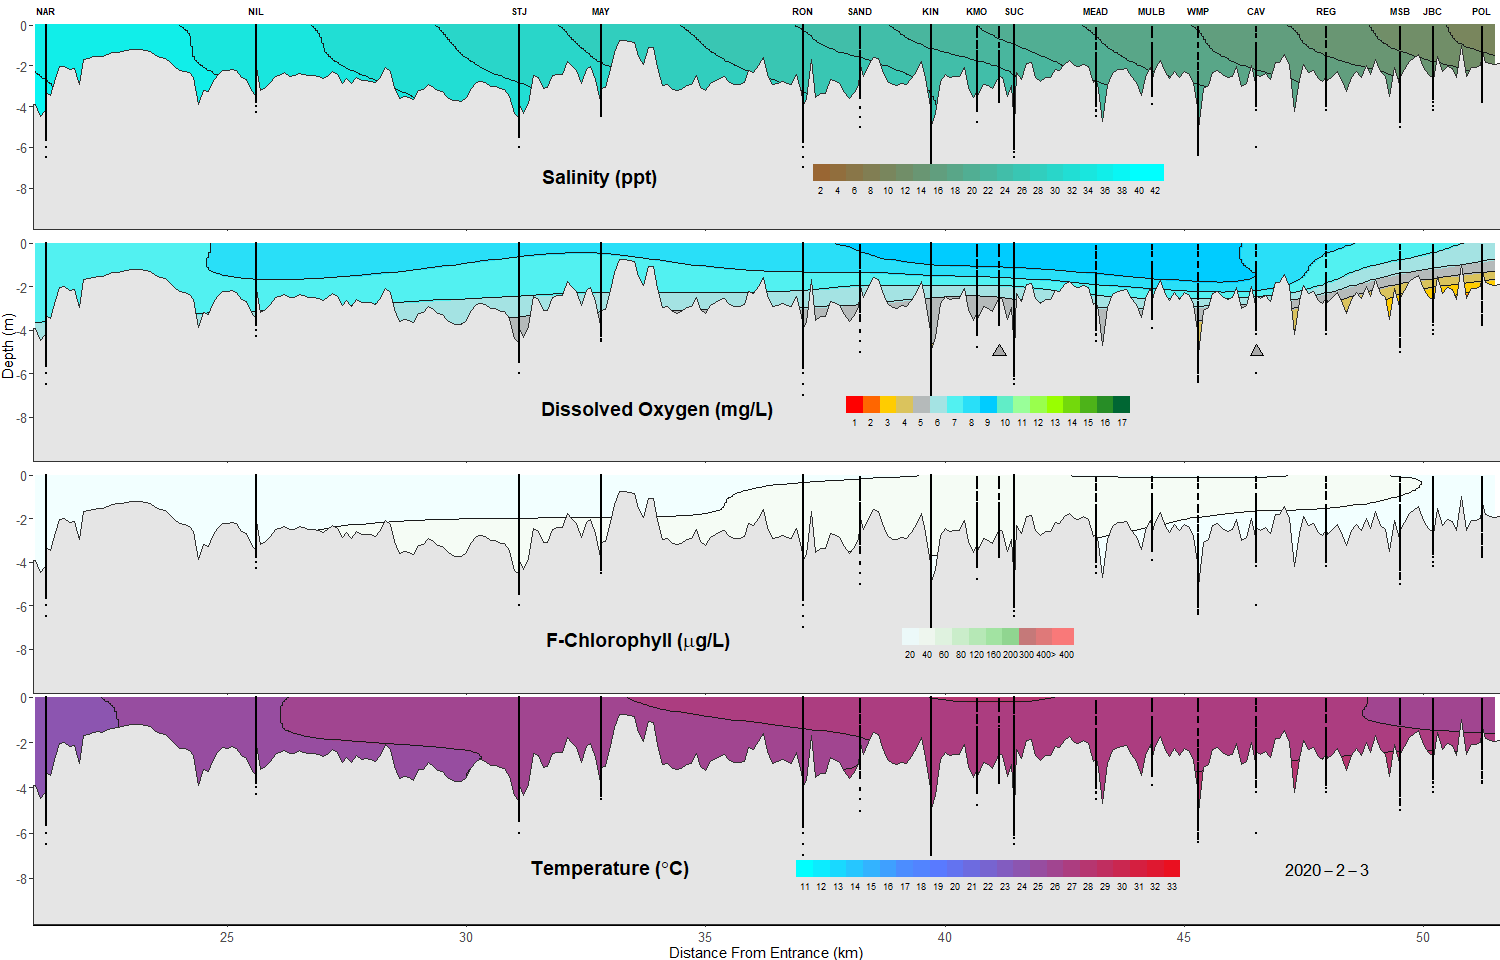 NAR NIL STJ MAY RON SAND KIN KMO SUC MEAD MULB WMP CAV REG MSB JBC POL
0
-2
-4
-6
-8
Salinity (ppt)
2 4 6 8 10 12 14 16 18 20 22 24 26 28 30 32 34 36 38 40 42
0
-2
-4
-6
-8
Dissolved Oxygen (mg/L)
1 2 3 4 5 6 7 8 9 10 11 12 13 14 15 16 17
Depth (m)
0
-2
-4
-6
-8
F-Chlorophyll (μg/L)
20 40 60 80 120 160 200 300 400> 400
0
-2
-4
-6
-8
Temperature (°C)
11 12 13 14 15 16 17 18 19 20 21 22 23 24 25 26 27 28 29 30 31 32 33
2020 – 2 – 3
25 30 35 40 45 50
Distance From Entrance (km)